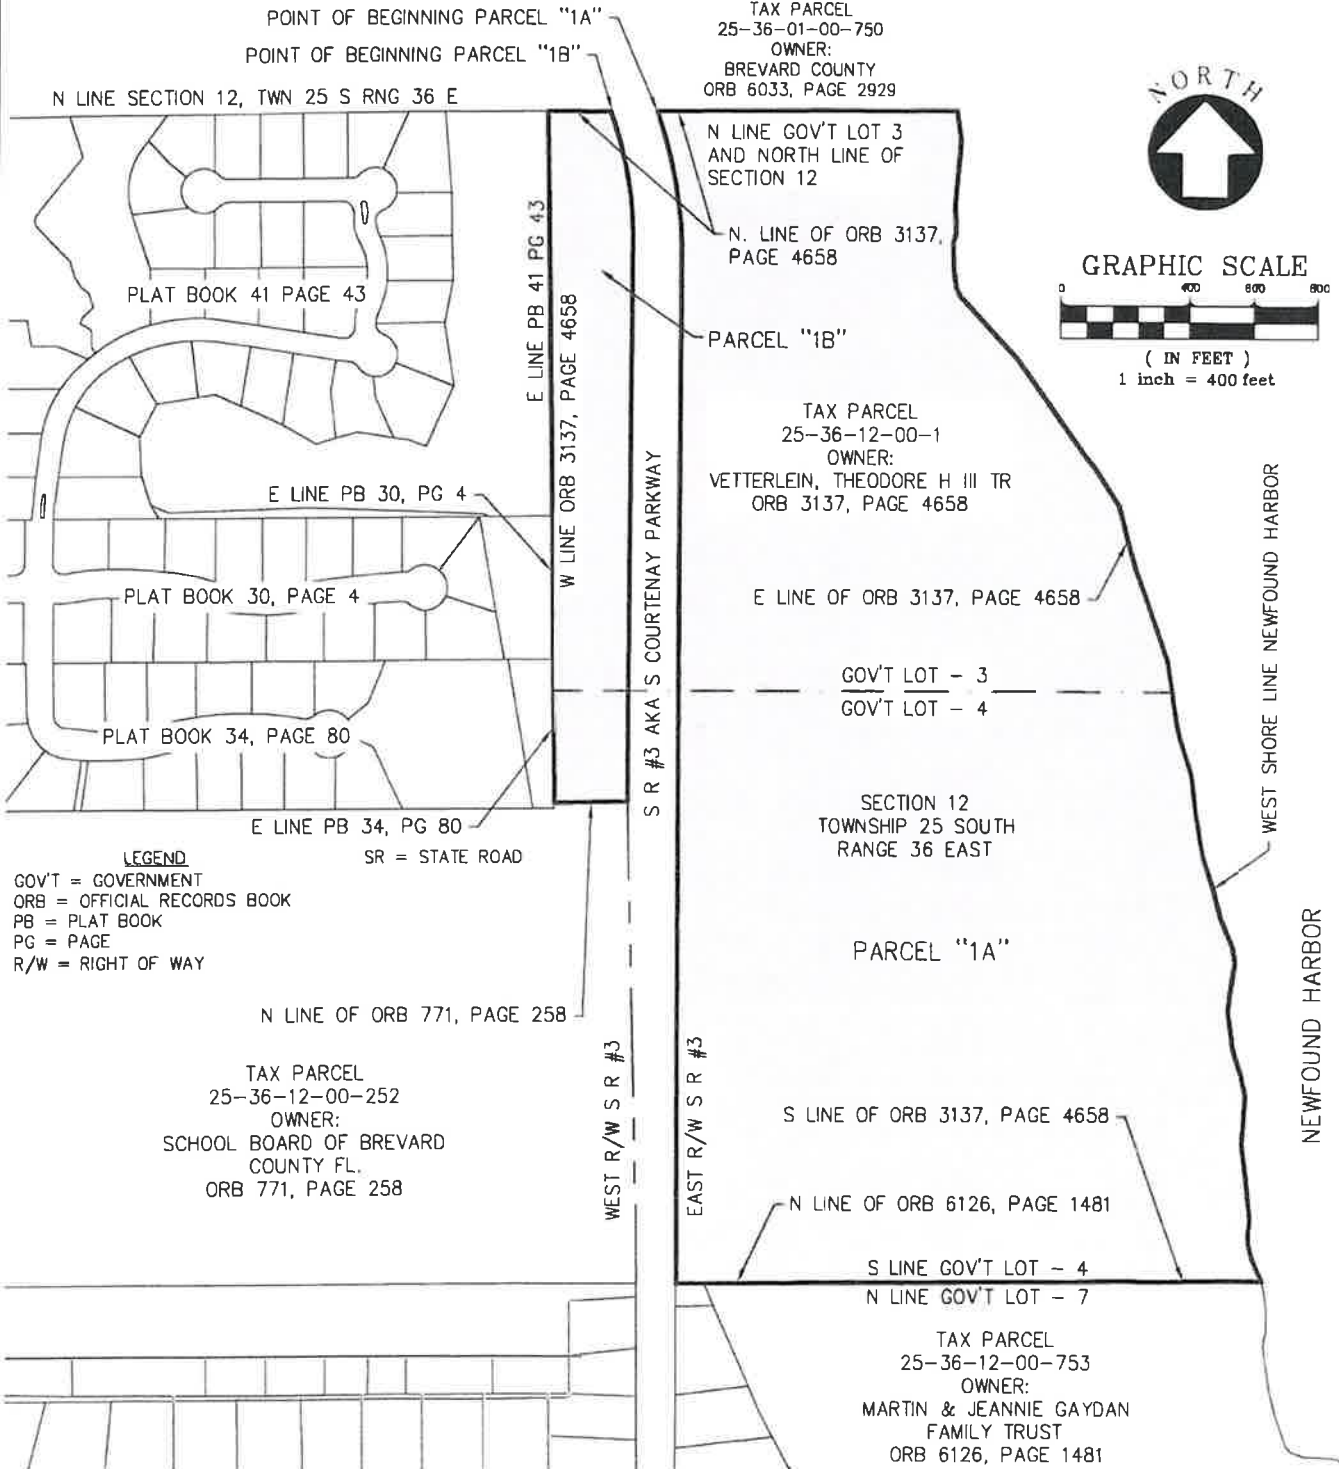 POINT OF BEGINNING PARCEL "1A"
POINT OF BEGINNING PARCEL "1B"
N LINE SECTION 12, TWN 25 S RNG 36 E
TAX PARCEL
25-36-01-00-750
OWNER:
BREVARD COUNTY
ORB 6033, PAGE 2929
NORTH
N LINE GOV'T LOT 3
AND NORTH LINE OF
SECTION 12
N. LINE OF ORB 3137,
PAGE 4658
GRAPHIC SCALE
0 400 600 800
( IN FEET )
1 inch = 400 feet
PLAT BOOK 41 PAGE 43
E LINE PB 41 PG 43
W LINE ORB 3137, PAGE 4658
PARCEL "1B"
TAX PARCEL
25-36-12-00-1
OWNER:
VETTERLEIN, THEODORE H III TR
ORB 3137, PAGE 4658
E LINE PB 30, PG 4
PLAT BOOK 30, PAGE 4
S R #3 AKA S COURTENAY PARKWAY
E LINE OF ORB 3137, PAGE 4658
WEST SHORE LINE NEWFOUND HARBOR
GOV'T LOT - 3
GOV'T LOT - 4
PLAT BOOK 34, PAGE 80
E LINE PB 34, PG 80
SECTION 12
TOWNSHIP 25 SOUTH
RANGE 36 EAST
LEGEND
SR = STATE ROAD
GOV'T = GOVERNMENT
ORB = OFFICIAL RECORDS BOOK
PB = PLAT BOOK
PG = PAGE
R/W = RIGHT OF WAY
PARCEL "1A"
NEWFOUND HARBOR
N LINE OF ORB 771, PAGE 258
TAX PARCEL
25-36-12-00-252
OWNER:
SCHOOL BOARD OF BREVARD
COUNTY FL.
ORB 771, PAGE 258
WEST R/W S R #3
EAST R/W S R #3
S LINE OF ORB 3137, PAGE 4658
N LINE OF ORB 6126, PAGE 1481
S LINE GOV'T LOT - 4
N LINE GOV'T LOT - 7
TAX PARCEL
25-36-12-00-753
OWNER:
MARTIN & JEANNIE GAYDAN
FAMILY TRUST
ORB 6126, PAGE 1481